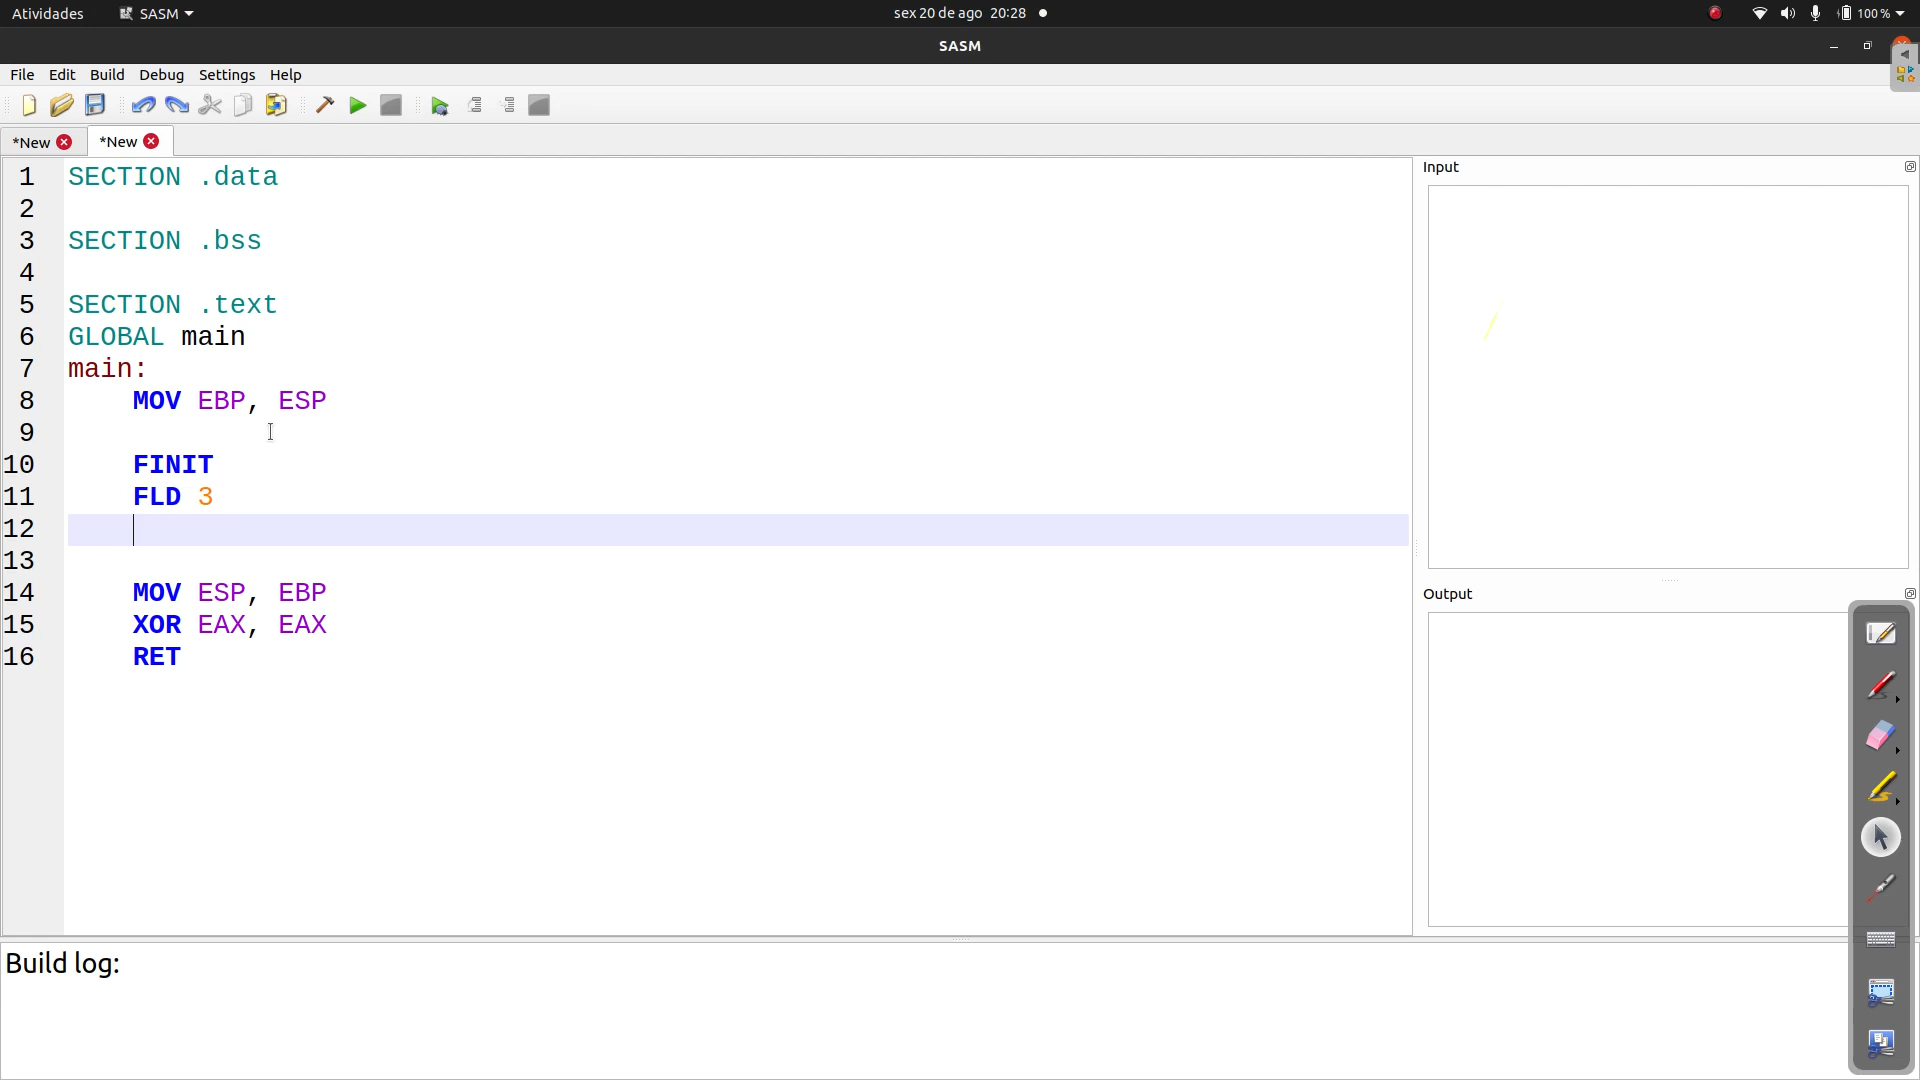 Atividades SASM sex 20 de ago 20:28 100 %
SASM
File Edit Build Debug Settings Help
*New *New
1 SECTION .data
2
3 SECTION .bss
4
5 SECTION .text
6 GLOBAL main
7 main:
8 MOV EBP, ESP
9
10 FINIT
11 FLD 3
12
13
14 MOV ESP, EBP
15 XOR EAX, EAX
16 RET
Input
Output
Build log: